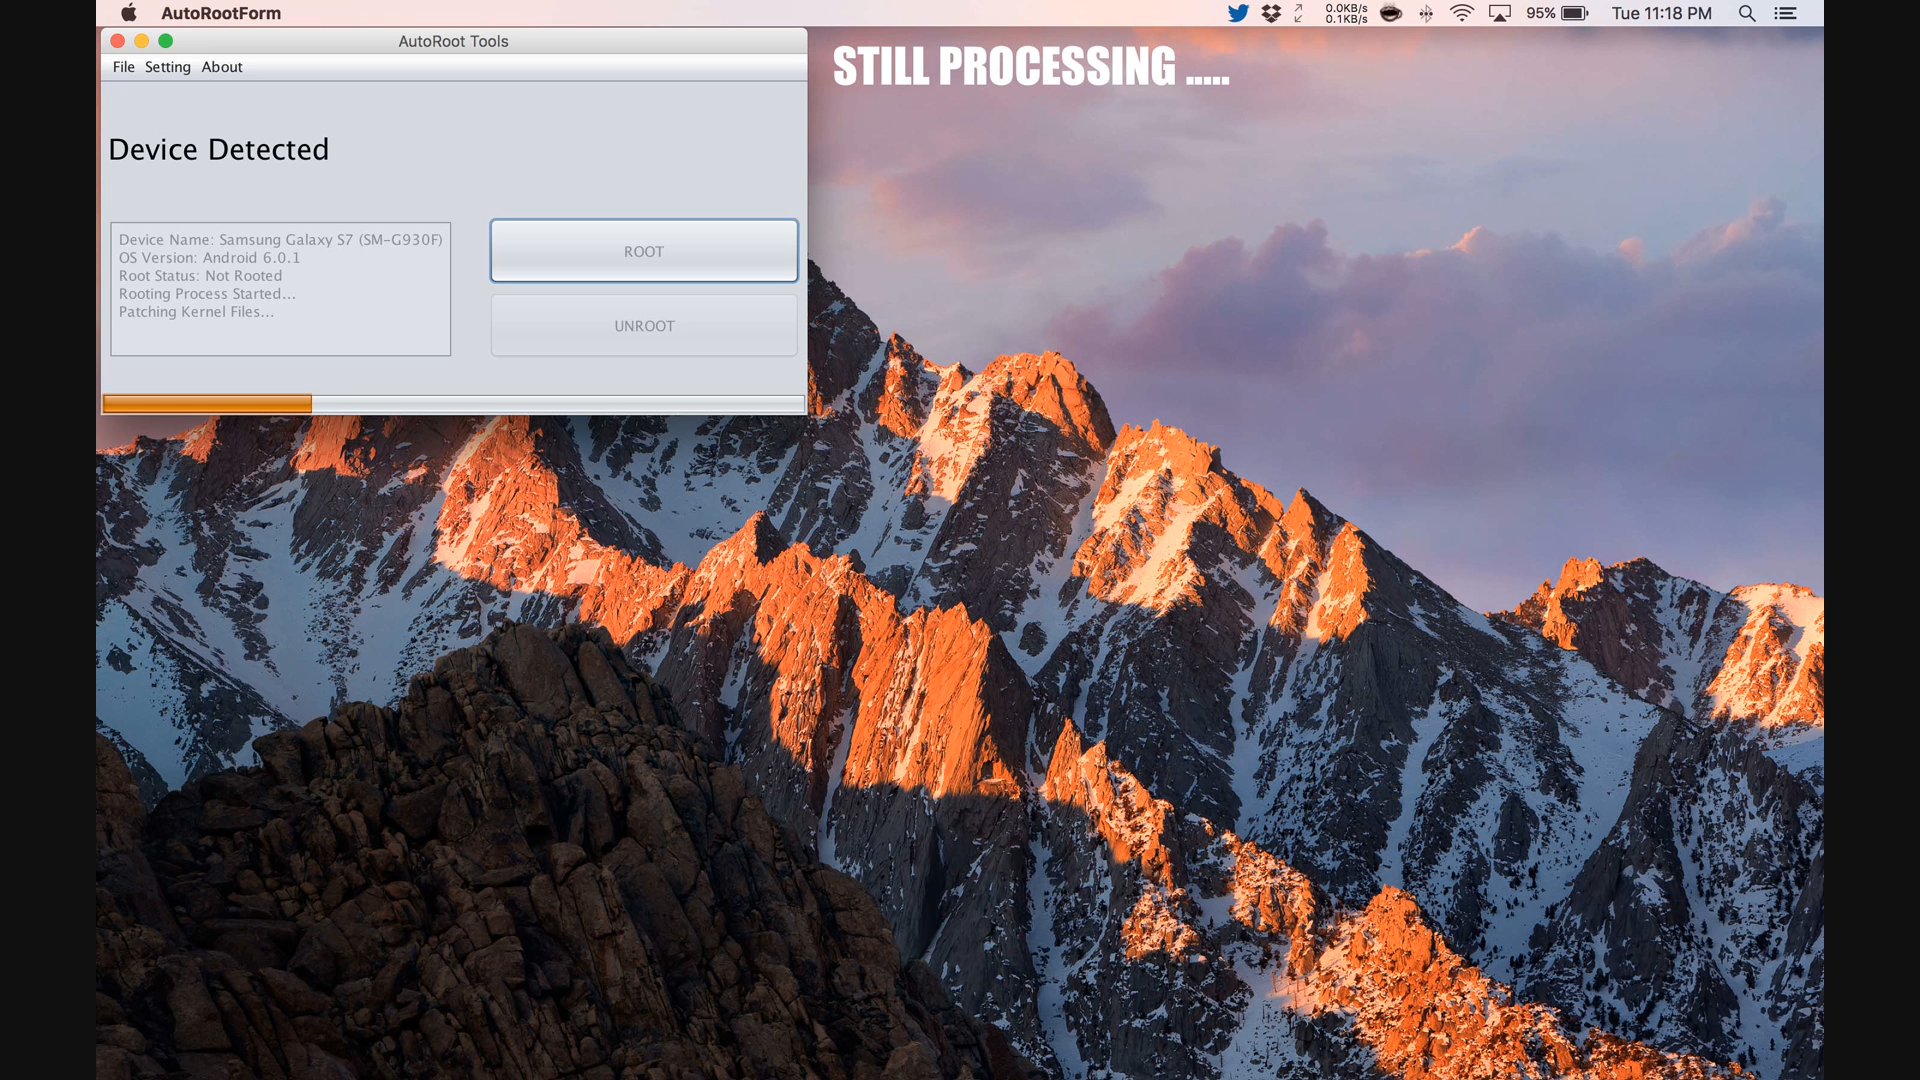 AutoRootForm
0.0KB/s
0.1KB/s
95%
Tue 11:18 PM
AutoRoot Tools
File Setting About
STILL PROCESSING .....
Device Detected
Device Name: Samsung Galaxy S7 (SM-G930F)
OS Version: Android 6.0.1
Root Status: Not Rooted
Rooting Process Started...
Patching Kernel Files...
ROOT
UNROOT